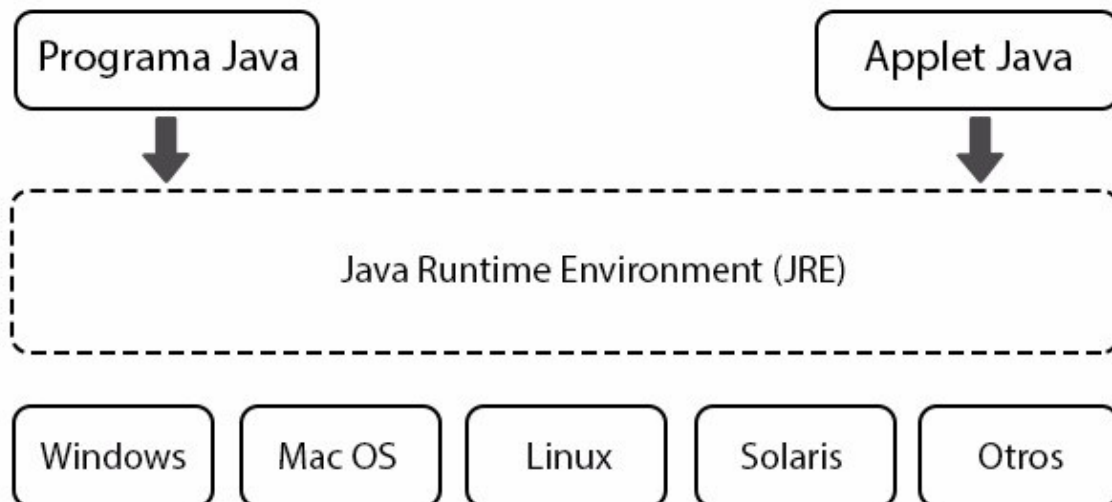 Programa Java
Applet Java
Java Runtime Environment (JRE)
Windows
Mac OS
Linux
Solaris
Otros